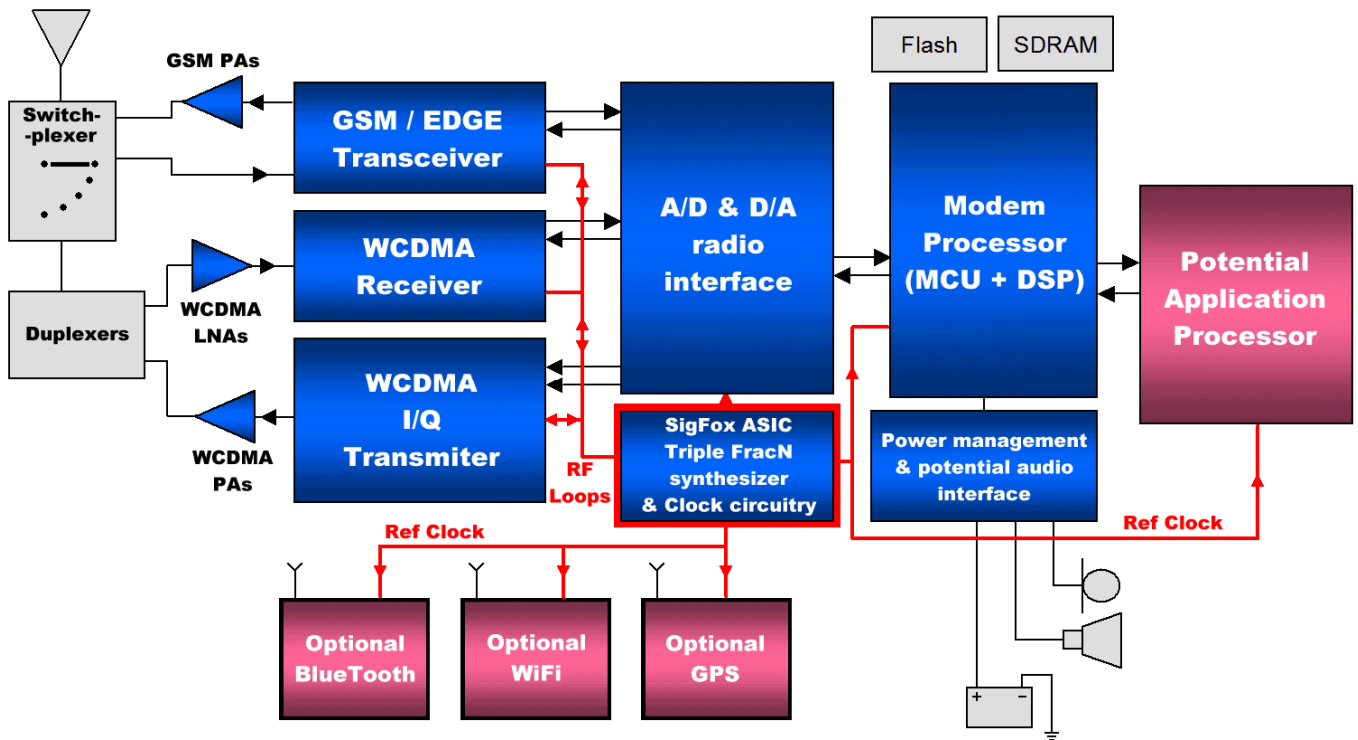 Flash
SDRAM
GSM PAs
Switch-
-plexer
GSM / EDGE
Transceiver
A/D & D/A
radio
interface
Modem
Processor
(MCU + DSP)
Potential
Application
Processor
WCDMA
Receiver
WCDMA
LNAs
Duplexers
WCDMA
I/Q
Transmiter
WCDMA
PAs
RF
Loops
SigFox ASIC
Triple FracN
synthesizer
& Clock circuitry
Power management
& potential audio
interface
Ref Clock
Ref Clock
Optional
BlueTooth
Optional
WiFi
Optional
GPS
+ −